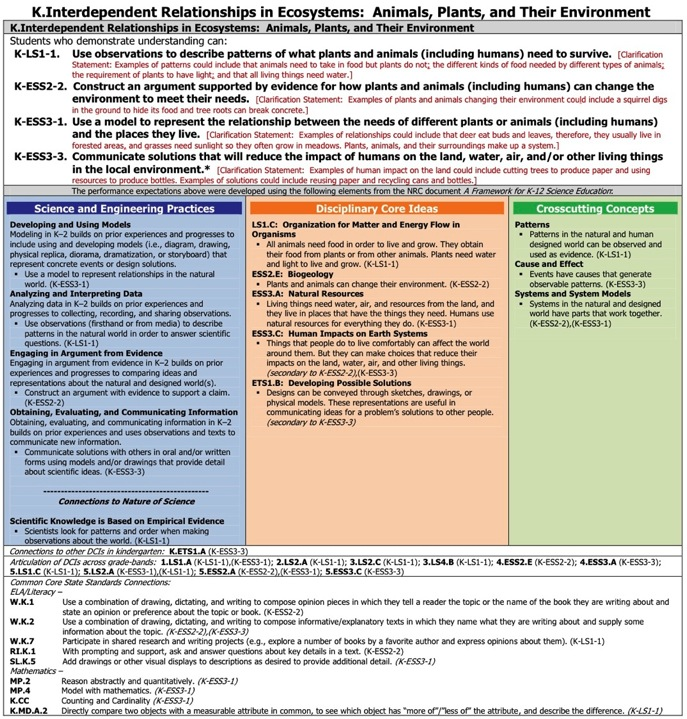 K.Interdependent Relationships in Ecosystems: Animals, Plants, and Their Environment
K.Interdependent Relationships in Ecosystems: Animals, Plants, and Their Environment
Students who demonstrate understanding can:
K-LS1-1. Use observations to describe patterns of what plants and animals (including humans) need to survive. [Clarification
Statement: Examples of patterns could include that animals need to take in food but plants do not; the different kinds of food needed by different types of animals;
the requirement of plants to have light; and that all living things need water.]
K-ESS2-2. Construct an argument supported by evidence for how plants and animals (including humans) can change the
environment to meet their needs. [Clarification Statement: Examples of plants and animals changing their environment could include a squirrel digs
in the ground to hide its food and tree roots can break concrete.]
K-ESS3-1. Use a model to represent the relationship between the needs of different plants or animals (including humans)
and the places they live. [Clarification Statement: Examples of relationships could include that deer eat buds and leaves, therefore, they usually live in
forested areas, and grasses need sunlight so they often grow in meadows. Plants, animals, and their surroundings make up a system.]
K-ESS3-3. Communicate solutions that will reduce the impact of humans on the land, water, air, and/or other living things
in the local environment.* [Clarification Statement: Examples of human impact on the land could include cutting trees to produce paper and using
resources to produce bottles. Examples of solutions could include reusing paper and recycling cans and bottles.]
The performance expectations above were developed using the following elements from the NRC document A Framework for K-12 Science Education:
Science and Engineering Practices
Developing and Using Models
Modeling in K–2 builds on prior experiences and progresses to
include using and developing models (i.e., diagram, drawing,
physical replica, diorama, dramatization, or storyboard) that
represent concrete events or design solutions.
▪ Use a model to represent relationships in the natural
world. (K-ESS3-1)
Analyzing and Interpreting Data
Analyzing data in K–2 builds on prior experiences and
progresses to collecting, recording, and sharing observations.
▪ Use observations (firsthand or from media) to describe
patterns in the natural world in order to answer scientific
questions. (K-LS1-1)
Engaging in Argument from Evidence
Engaging in argument from evidence in K–2 builds on prior
experiences and progresses to comparing ideas and
representations about the natural and designed world(s).
▪ Construct an argument with evidence to support a claim.
(K-ESS2-2)
Obtaining, Evaluating, and Communicating Information
Obtaining, evaluating, and communicating information in K–2
builds on prior experiences and uses observations and texts to
communicate new information.
▪ Communicate solutions with others in oral and/or written
forms using models and/or drawings that provide detail
about scientific ideas. (K-ESS3-3)
-----------------------------------------------
Connections to Nature of Science
Scientific Knowledge is Based on Empirical Evidence
▪ Scientists look for patterns and order when making
observations about the world. (K-LS1-1)
Disciplinary Core Ideas
LS1.C: Organization for Matter and Energy Flow in
Organisms
▪ All animals need food in order to live and grow. They obtain
their food from plants or from other animals. Plants need water
and light to live and grow. (K-LS1-1)
ESS2.E: Biogeology
▪ Plants and animals can change their environment. (K-ESS2-2)
ESS3.A: Natural Resources
▪ Living things need water, air, and resources from the land, and
they live in places that have the things they need. Humans use
natural resources for everything they do. (K-ESS3-1)
ESS3.C: Human Impacts on Earth Systems
▪ Things that people do to live comfortably can affect the world
around them. But they can make choices that reduce their
impacts on the land, water, air, and other living things.
(secondary to K-ESS2-2),(K-ESS3-3)
ETS1.B: Developing Possible Solutions
▪ Designs can be conveyed through sketches, drawings, or
physical models. These representations are useful in
communicating ideas for a problem's solutions to other people.
(secondary to K-ESS3-3)
Crosscutting Concepts
Patterns
▪ Patterns in the natural and human
designed world can be observed and
used as evidence. (K-LS1-1)
Cause and Effect
▪ Events have causes that generate
observable patterns. (K-ESS3-3)
Systems and System Models
▪ Systems in the natural and designed
world have parts that work together.
(K-ESS2-2),(K-ESS3-1)
Connections to other DCIs in kindergarten: K.ETS1.A (K-ESS3-3)
Articulation of DCIs across grade-bands: 1.LS1.A (K-LS1-1),(K-ESS3-1); 2.LS2.A (K-LS1-1); 3.LS2.C (K-LS1-1); 3.LS4.B (K-LS1-1); 4.ESS2.E (K-ESS2-2); 4.ESS3.A (K-ESS3-3);
5.LS1.C (K-LS1-1); 5.LS2.A (K-ESS3-1),(K-LS1-1); 5.ESS2.A (K-ESS2-2),(K-ESS3-1); 5.ESS3.C (K-ESS3-3)
Common Core State Standards Connections:
ELA/Literacy –
W.K.1 Use a combination of drawing, dictating, and writing to compose opinion pieces in which they tell a reader the topic or the name of the book they are writing about and
state an opinion or preference about the topic or book. (K-ESS2-2)
W.K.2 Use a combination of drawing, dictating, and writing to compose informative/explanatory texts in which they name what they are writing about and supply some
information about the topic. (K-ESS2-2),(K-ESS3-3)
W.K.7 Participate in shared research and writing projects (e.g., explore a number of books by a favorite author and express opinions about them). (K-LS1-1)
RI.K.1 With prompting and support, ask and answer questions about key details in a text. (K-ESS2-2)
SL.K.5 Add drawings or other visual displays to descriptions as desired to provide additional detail. (K-ESS3-1)
Mathematics –
MP.2 Reason abstractly and quantitatively. (K-ESS3-1)
MP.4 Model with mathematics. (K-ESS3-1)
K.CC Counting and Cardinality (K-ESS3-1)
K.MD.A.2 Directly compare two objects with a measurable attribute in common, to see which object has "more of"/"less of" the attribute, and describe the difference. (K-LS1-1)